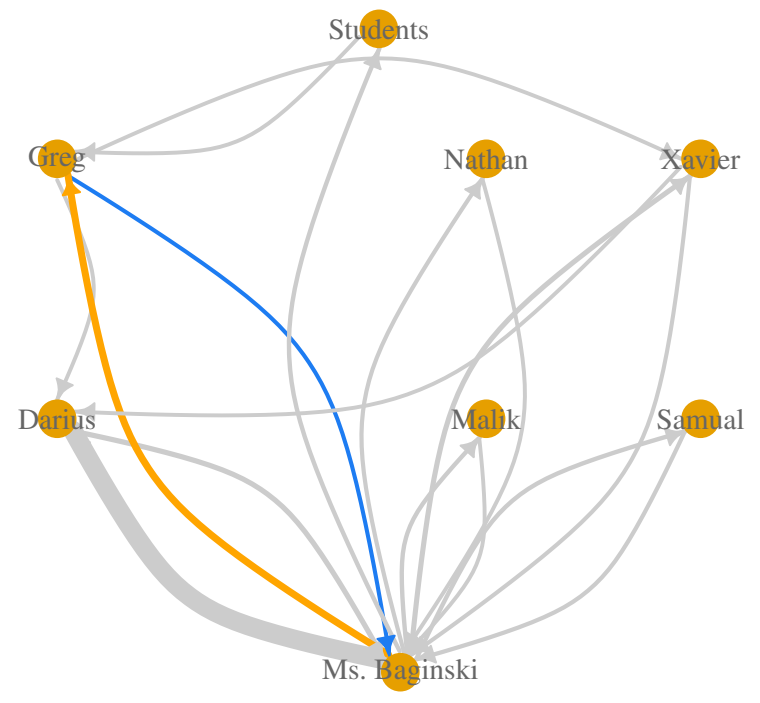 Students
Greg
Nathan
Xavier
Darius
Malik
Samual
Ms. Baginski